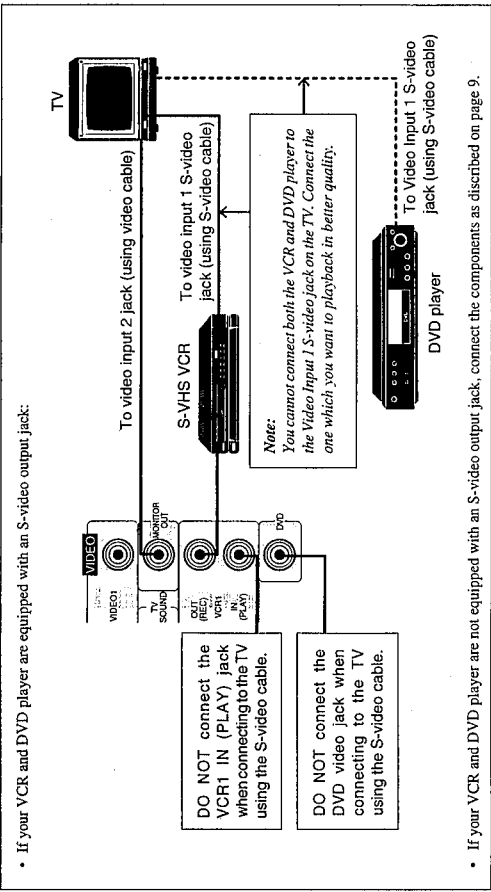 • If your VCR and DVD player are equipped with an S-video output jack:
TV
To video input 2 jack (using video cable)
To video input 1 S-video
jack (using S-video cable)
S-VHS VCR
VIDEO
VIDEO1
TV
SOUND
MONITOR
OUT
OUT
(REC)
VCR1
IN
(PLAY)
DVD
DO NOT connect the
VCR1 IN (PLAY) jack
when connecting to the TV
using the S-video cable.
DO NOT connect the
DVD video jack when
connecting to the TV
using the S-video cable.
Note:
You cannot connect both the VCR and DVD player to
the Video Input 1 S-video jack on the TV. Connect the
one which you want to playback in better quality.
To Video Input 1 S-video
jack (using S-video cable)
DVD player
• If your VCR and DVD player are not equipped with an S-video output jack, connect the components as described on page 9.